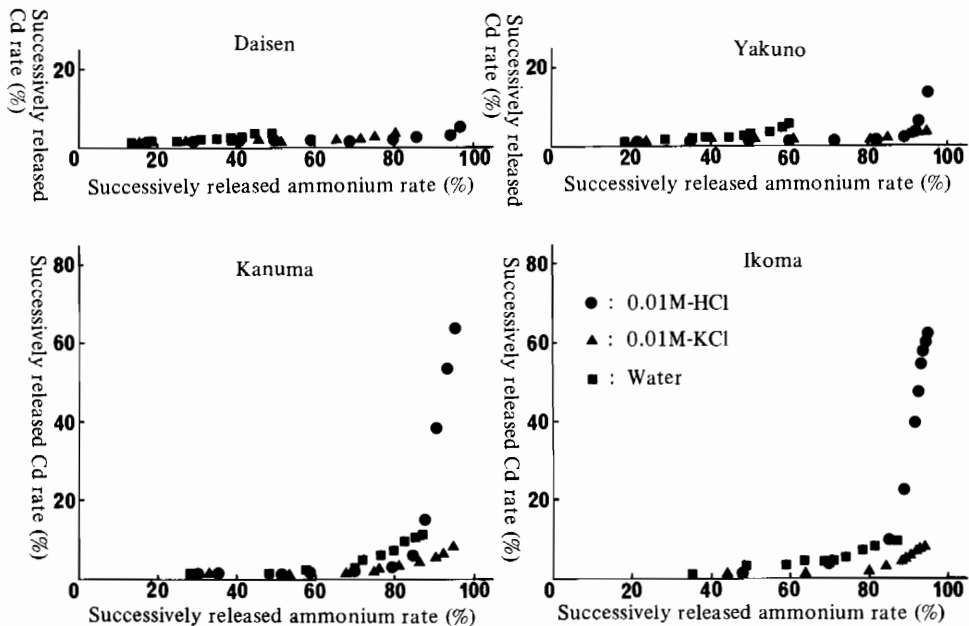 Daisen
Successively released
Cd rate (%)
20
0 20 40 60 80 100
Successively released ammonium rate (%)
Yakuno
Successively released
Cd rate (%)
20
0 20 40 60 80 100
Successively released ammonium rate (%)
Kanuma
Successively released Cd rate (%)
80
60
40
20
0 20 40 60 80 100
Successively released ammonium rate (%)
Ikoma
Successively released Cd rate (%)
80
60
40
20
● : 0.01M-HCl
▲ : 0.01M-KCl
■ : Water
0 20 40 60 80 100
Successively released ammonium rate (%)